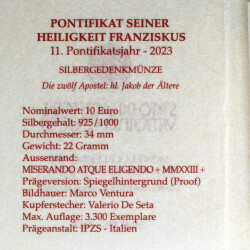 PONTIFIKAT SEINER
HEILIGKEIT FRANZISKUS
11. Pontifikatsjahr - 2023
SILBERGEDENKMÜNZE
Die zwölf Apostel: hl. Jakob der Ältere
Nominalwert: 10 Euro
Silbergehalt: 925/1000
Durchmesser: 34 mm
Gewicht: 22 Gramm
Aussenrand:
MISERANDO ATQUE ELIGENDO + MMXXIII +
Prägeversion: Spiegelhintergrund (Proof)
Bildhauer: Marco Ventura
Kupferstecher: Valerio De Seta
Max. Auflage: 3.300 Exemplare
Prägeanstalt: IPZS - Italien